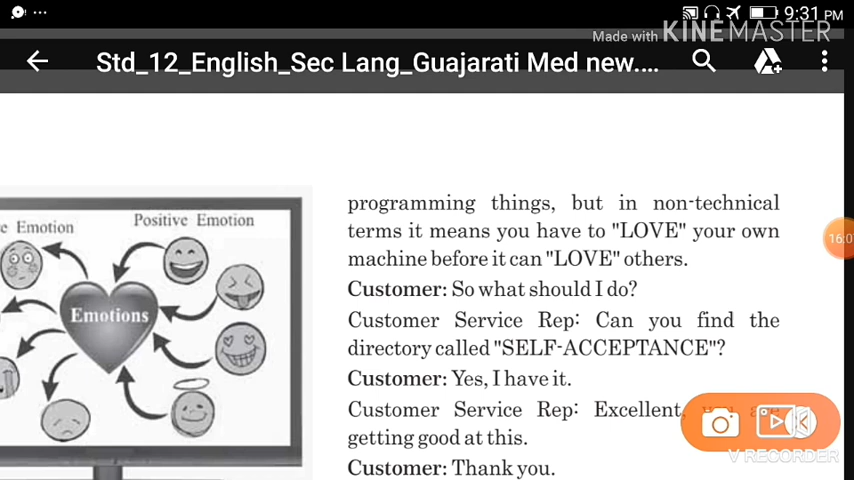 9:31 PM
Made with KINEMASTER
Std_12_English_Sec Lang_Guajarati Med new....
e Emotion
Positive Emotion
Emotions
programming things, but in non-technical
terms it means you have to "LOVE" your own
machine before it can "LOVE" others.
Customer: So what should I do?
Customer Service Rep: Can you find the
directory called "SELF-ACCEPTANCE"?
Customer: Yes, I have it.
Customer Service Rep: Excellent,
getting good at this.
Customer: Thank you.
16:0
V RECORDER